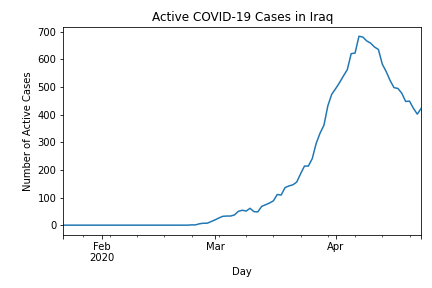 Active COVID-19 Cases in Iraq
Number of Active Cases
700
600
500
400
300
200
100
0
Feb
2020
Mar
Apr
Day